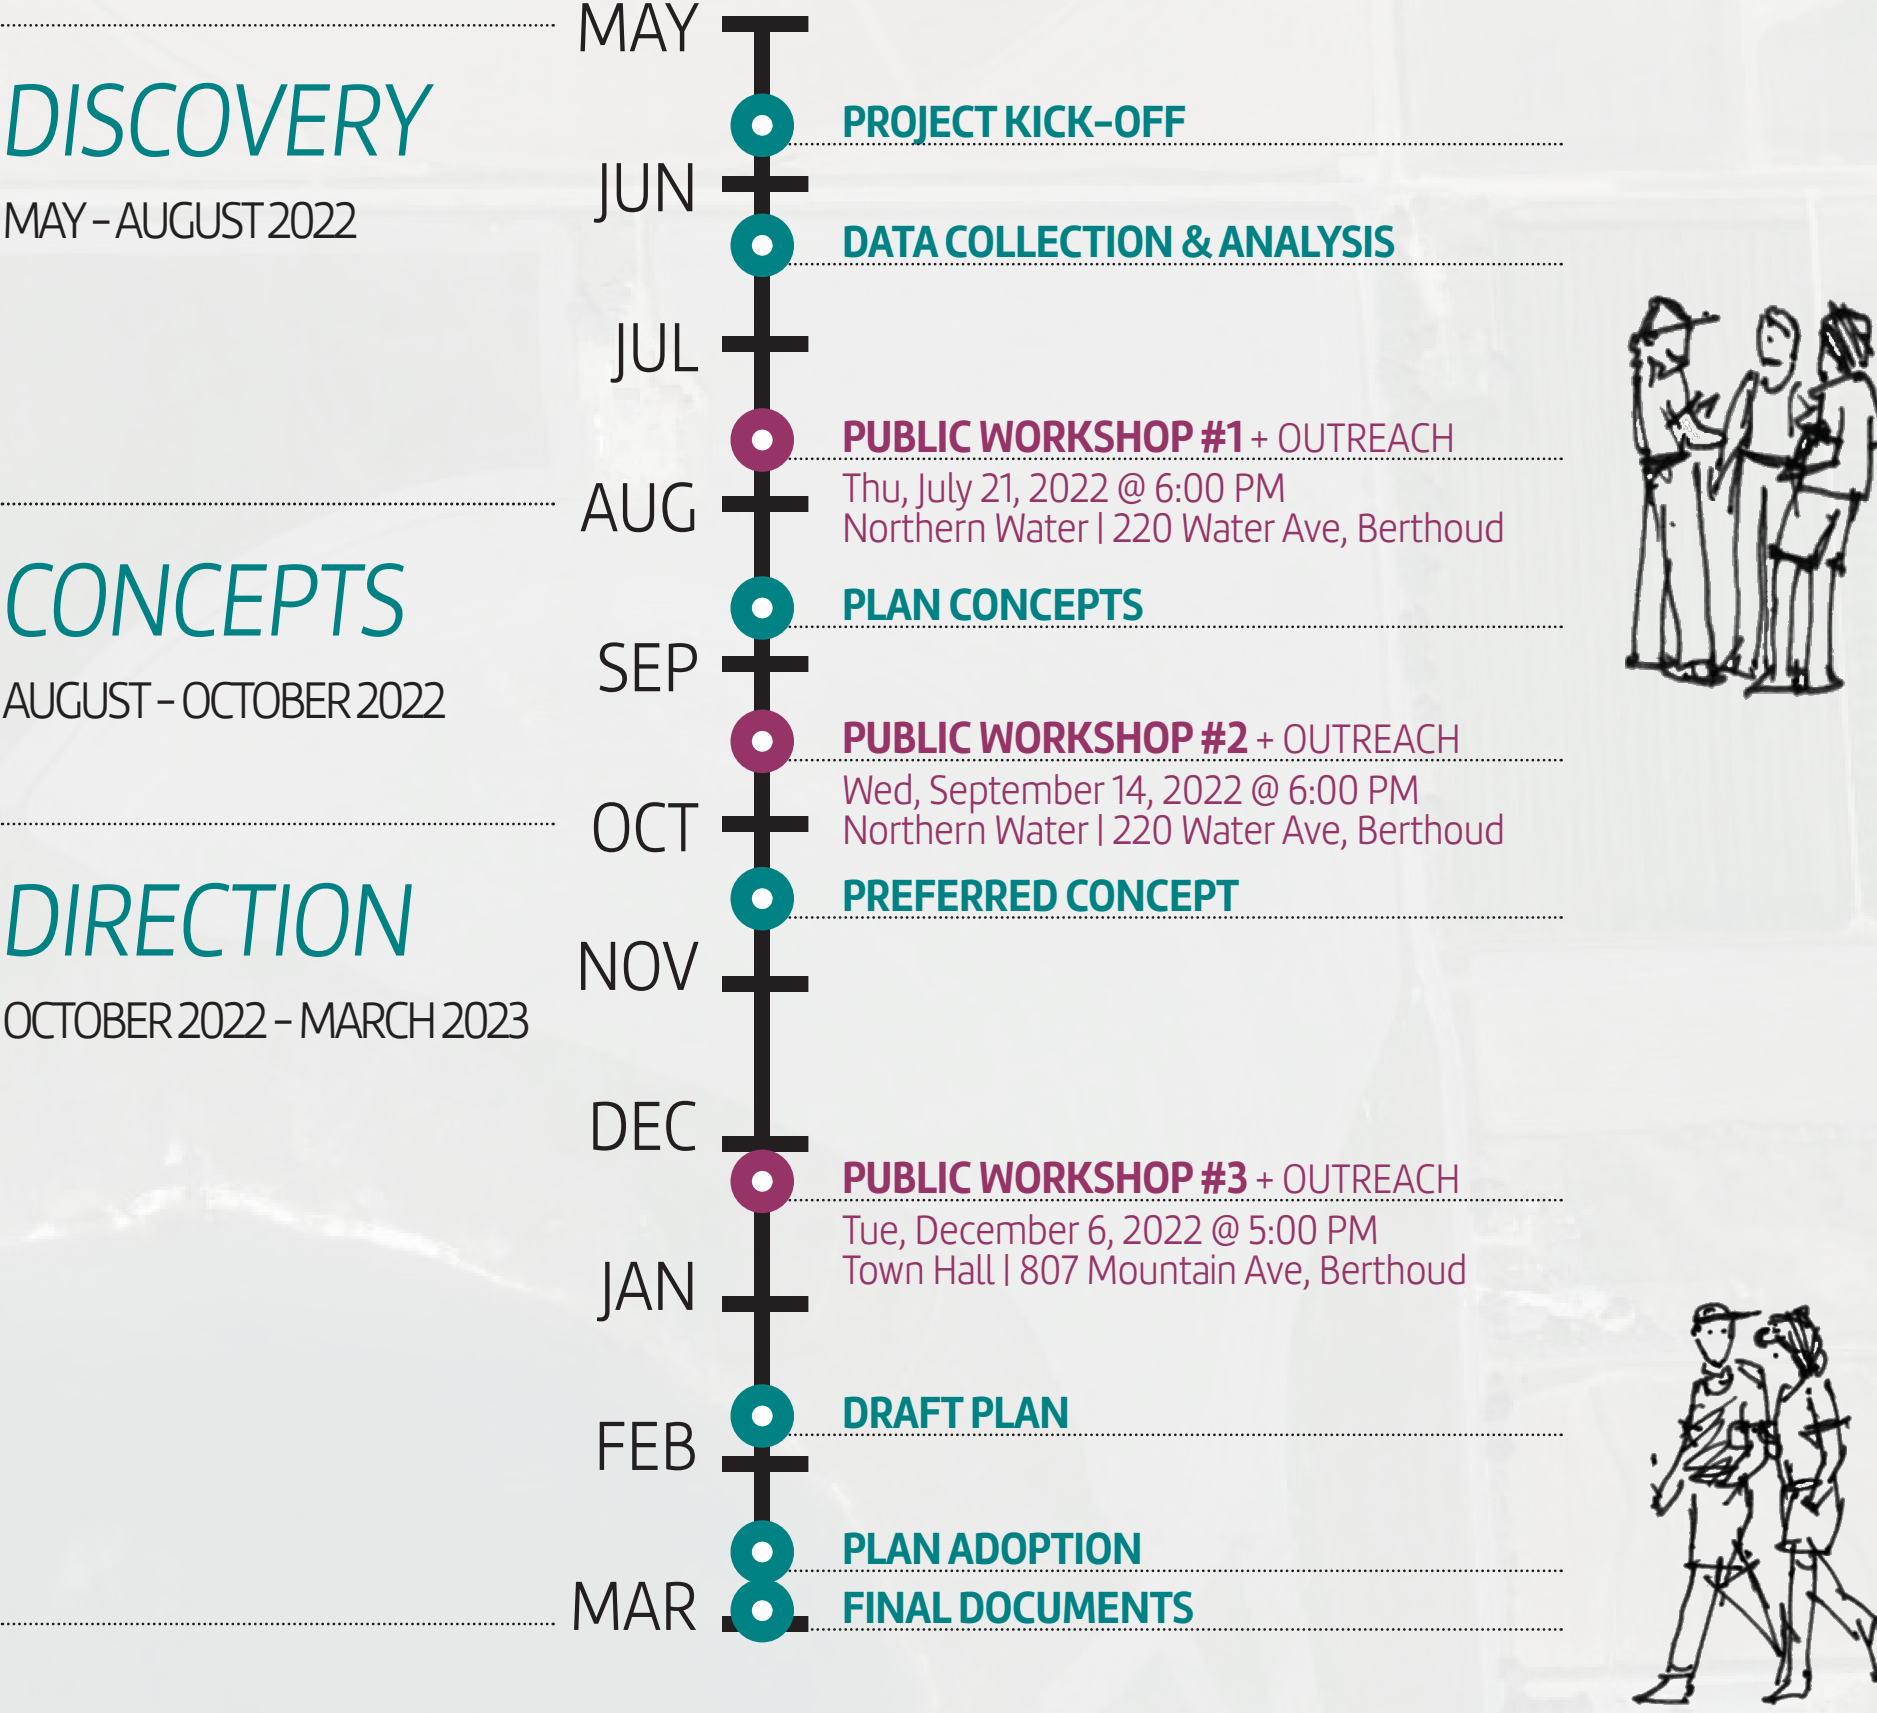 MAY
DISCOVERY
MAY – AUGUST 2022
PROJECT KICK-OFF
JUN
DATA COLLECTION & ANALYSIS
JUL
PUBLIC WORKSHOP #1 + OUTREACH
Thu, July 21, 2022 @ 6:00 PM
Northern Water | 220 Water Ave, Berthoud
AUG
CONCEPTS
AUGUST – OCTOBER 2022
PLAN CONCEPTS
SEP
PUBLIC WORKSHOP #2 + OUTREACH
Wed, September 14, 2022 @ 6:00 PM
Northern Water | 220 Water Ave, Berthoud
OCT
DIRECTION
OCTOBER 2022 – MARCH 2023
PREFERRED CONCEPT
NOV
DEC
PUBLIC WORKSHOP #3 + OUTREACH
Tue, December 6, 2022 @ 5:00 PM
Town Hall | 807 Mountain Ave, Berthoud
JAN
DRAFT PLAN
FEB
PLAN ADOPTION
MAR
FINAL DOCUMENTS